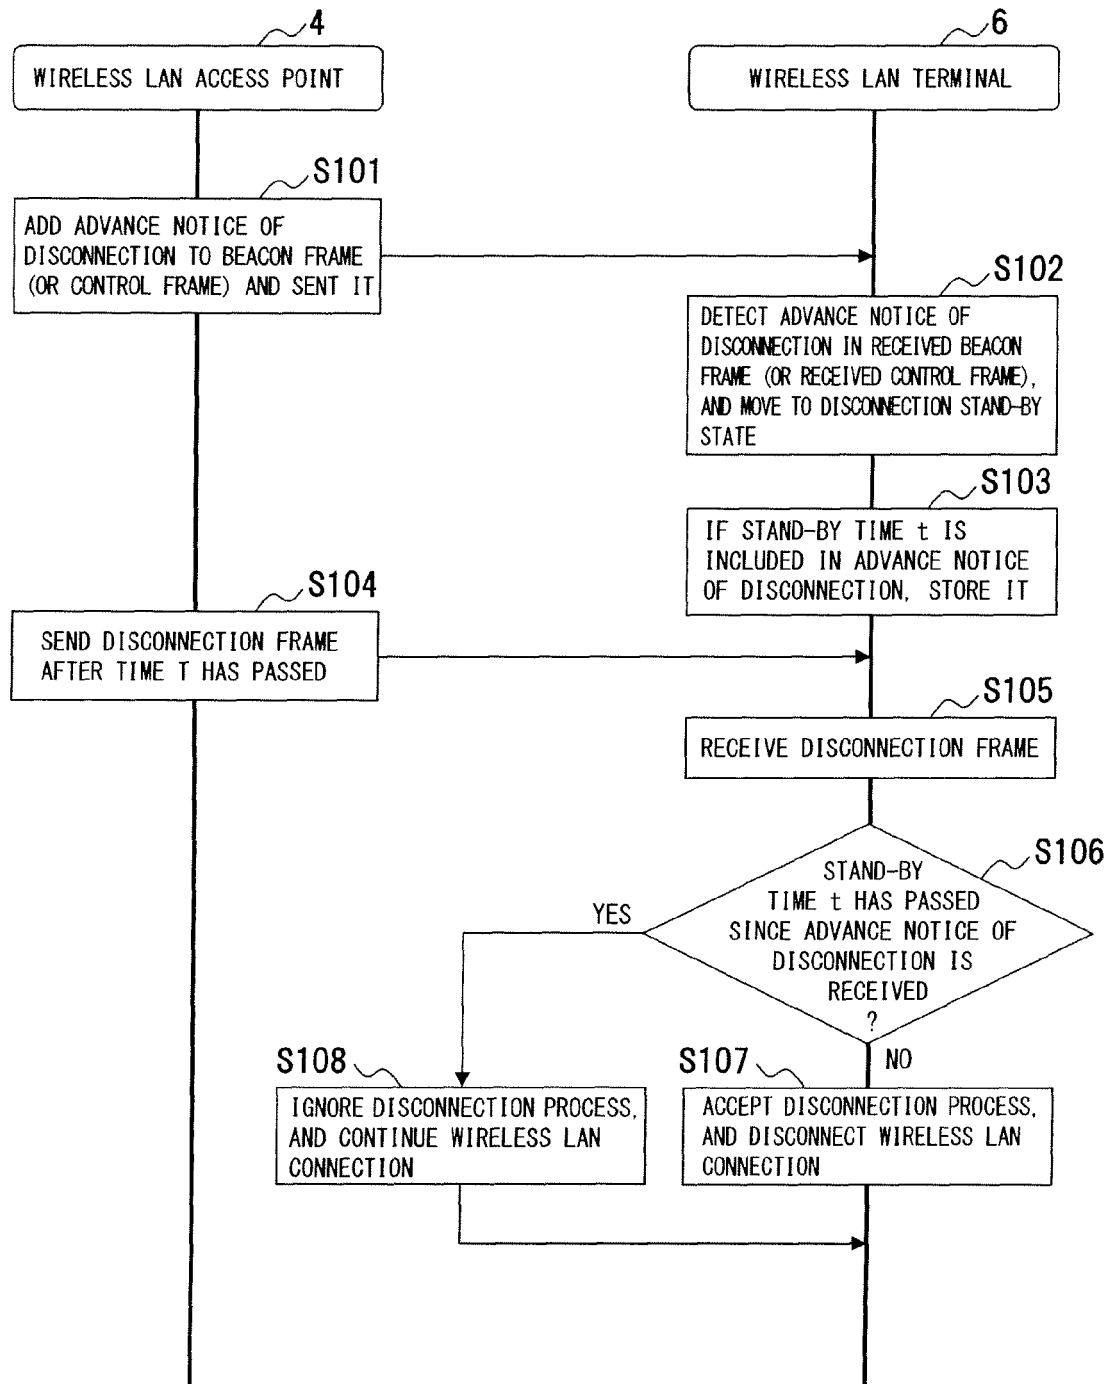 4
6
WIRELESS LAN ACCESS POINT
WIRELESS LAN TERMINAL
S101
ADD ADVANCE NOTICE OF
DISCONNECTION TO BEACON FRAME
(OR CONTROL FRAME) AND SENT IT
S102
DETECT ADVANCE NOTICE OF
DISCONNECTION IN RECEIVED BEACON
FRAME (OR RECEIVED CONTROL FRAME),
AND MOVE TO DISCONNECTION STAND-BY
STATE
S103
IF STAND-BY TIME t IS
INCLUDED IN ADVANCE NOTICE
OF DISCONNECTION, STORE IT
S104
SEND DISCONNECTION FRAME
AFTER TIME T HAS PASSED
S105
RECEIVE DISCONNECTION FRAME
S106
STAND-BY
TIME t HAS PASSED
SINCE ADVANCE NOTICE OF
DISCONNECTION IS
RECEIVED
?
YES
NO
S108
IGNORE DISCONNECTION PROCESS,
AND CONTINUE WIRELESS LAN
CONNECTION
S107
ACCEPT DISCONNECTION PROCESS,
AND DISCONNECT WIRELESS LAN
CONNECTION